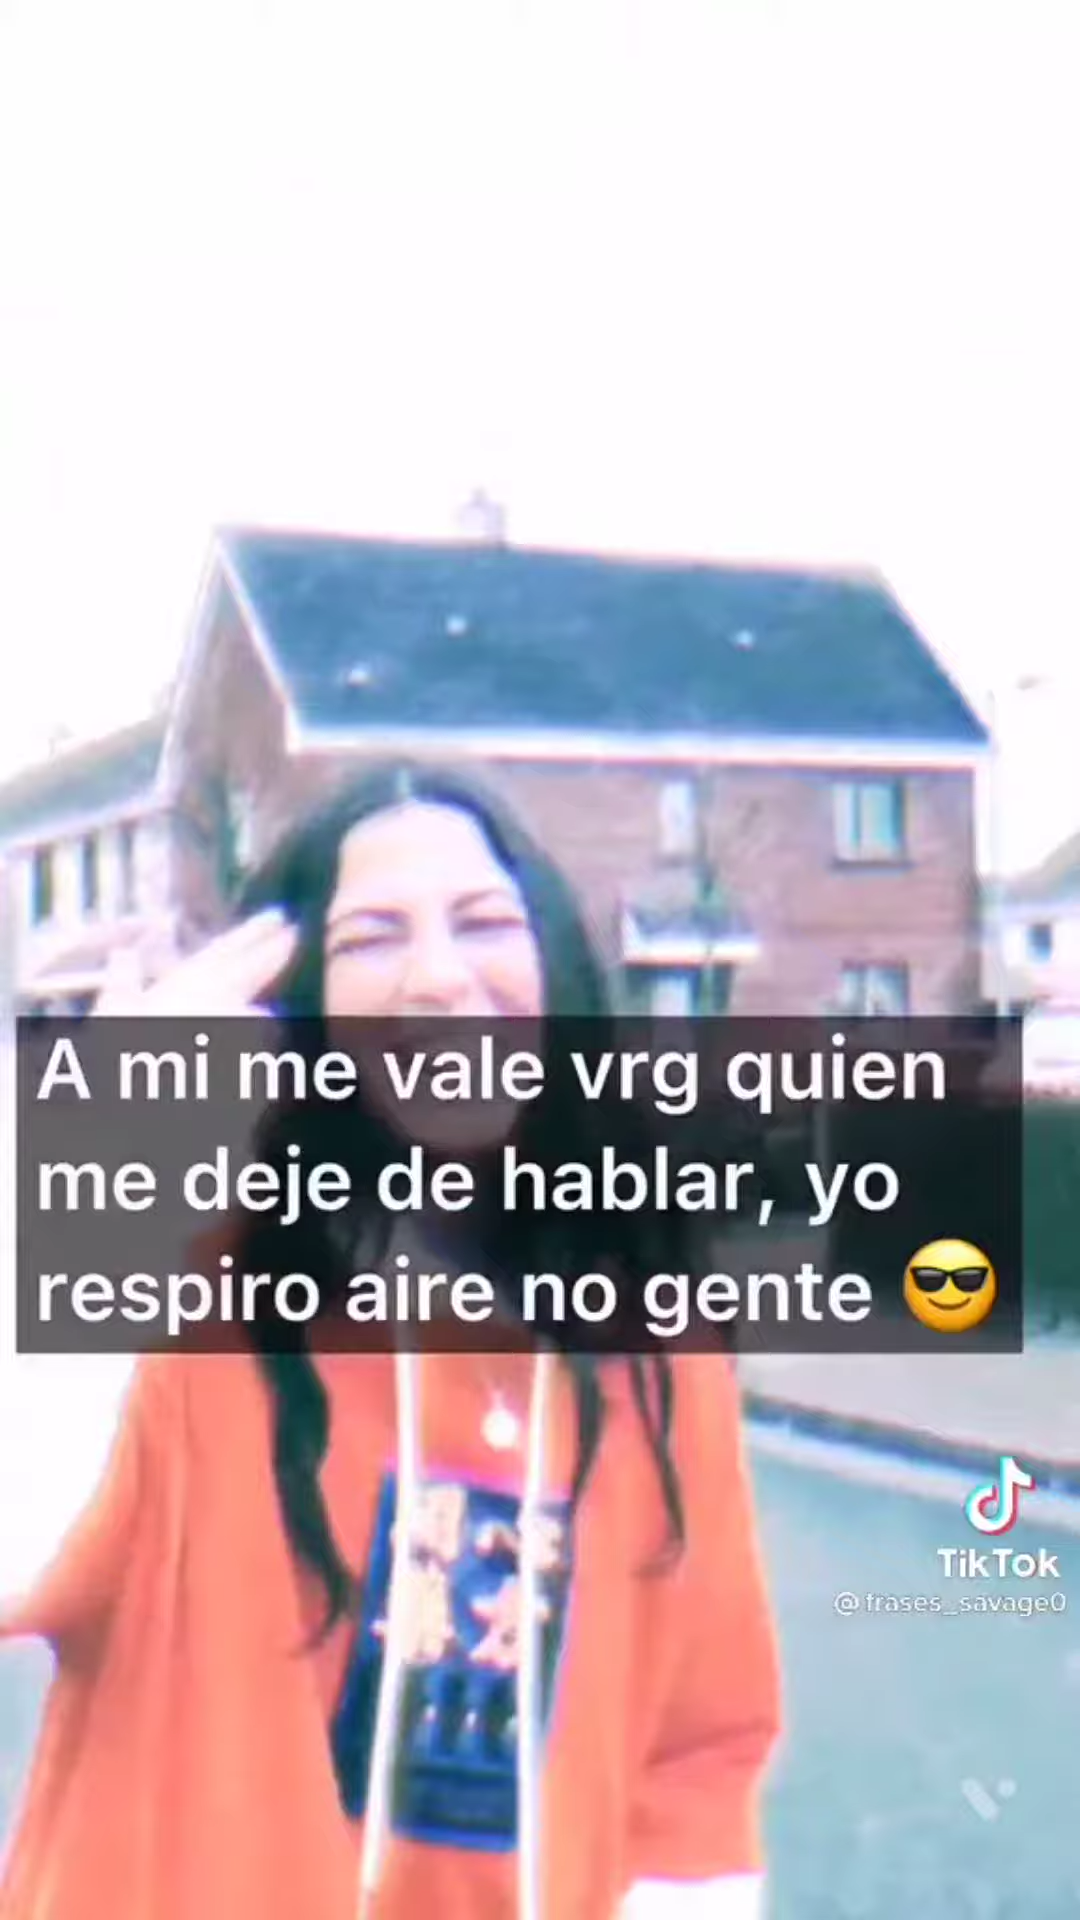 A mi me vale vrg quien
me deje de hablar, yo
respiro aire no gente 😎
TikTok
@frases_savage0